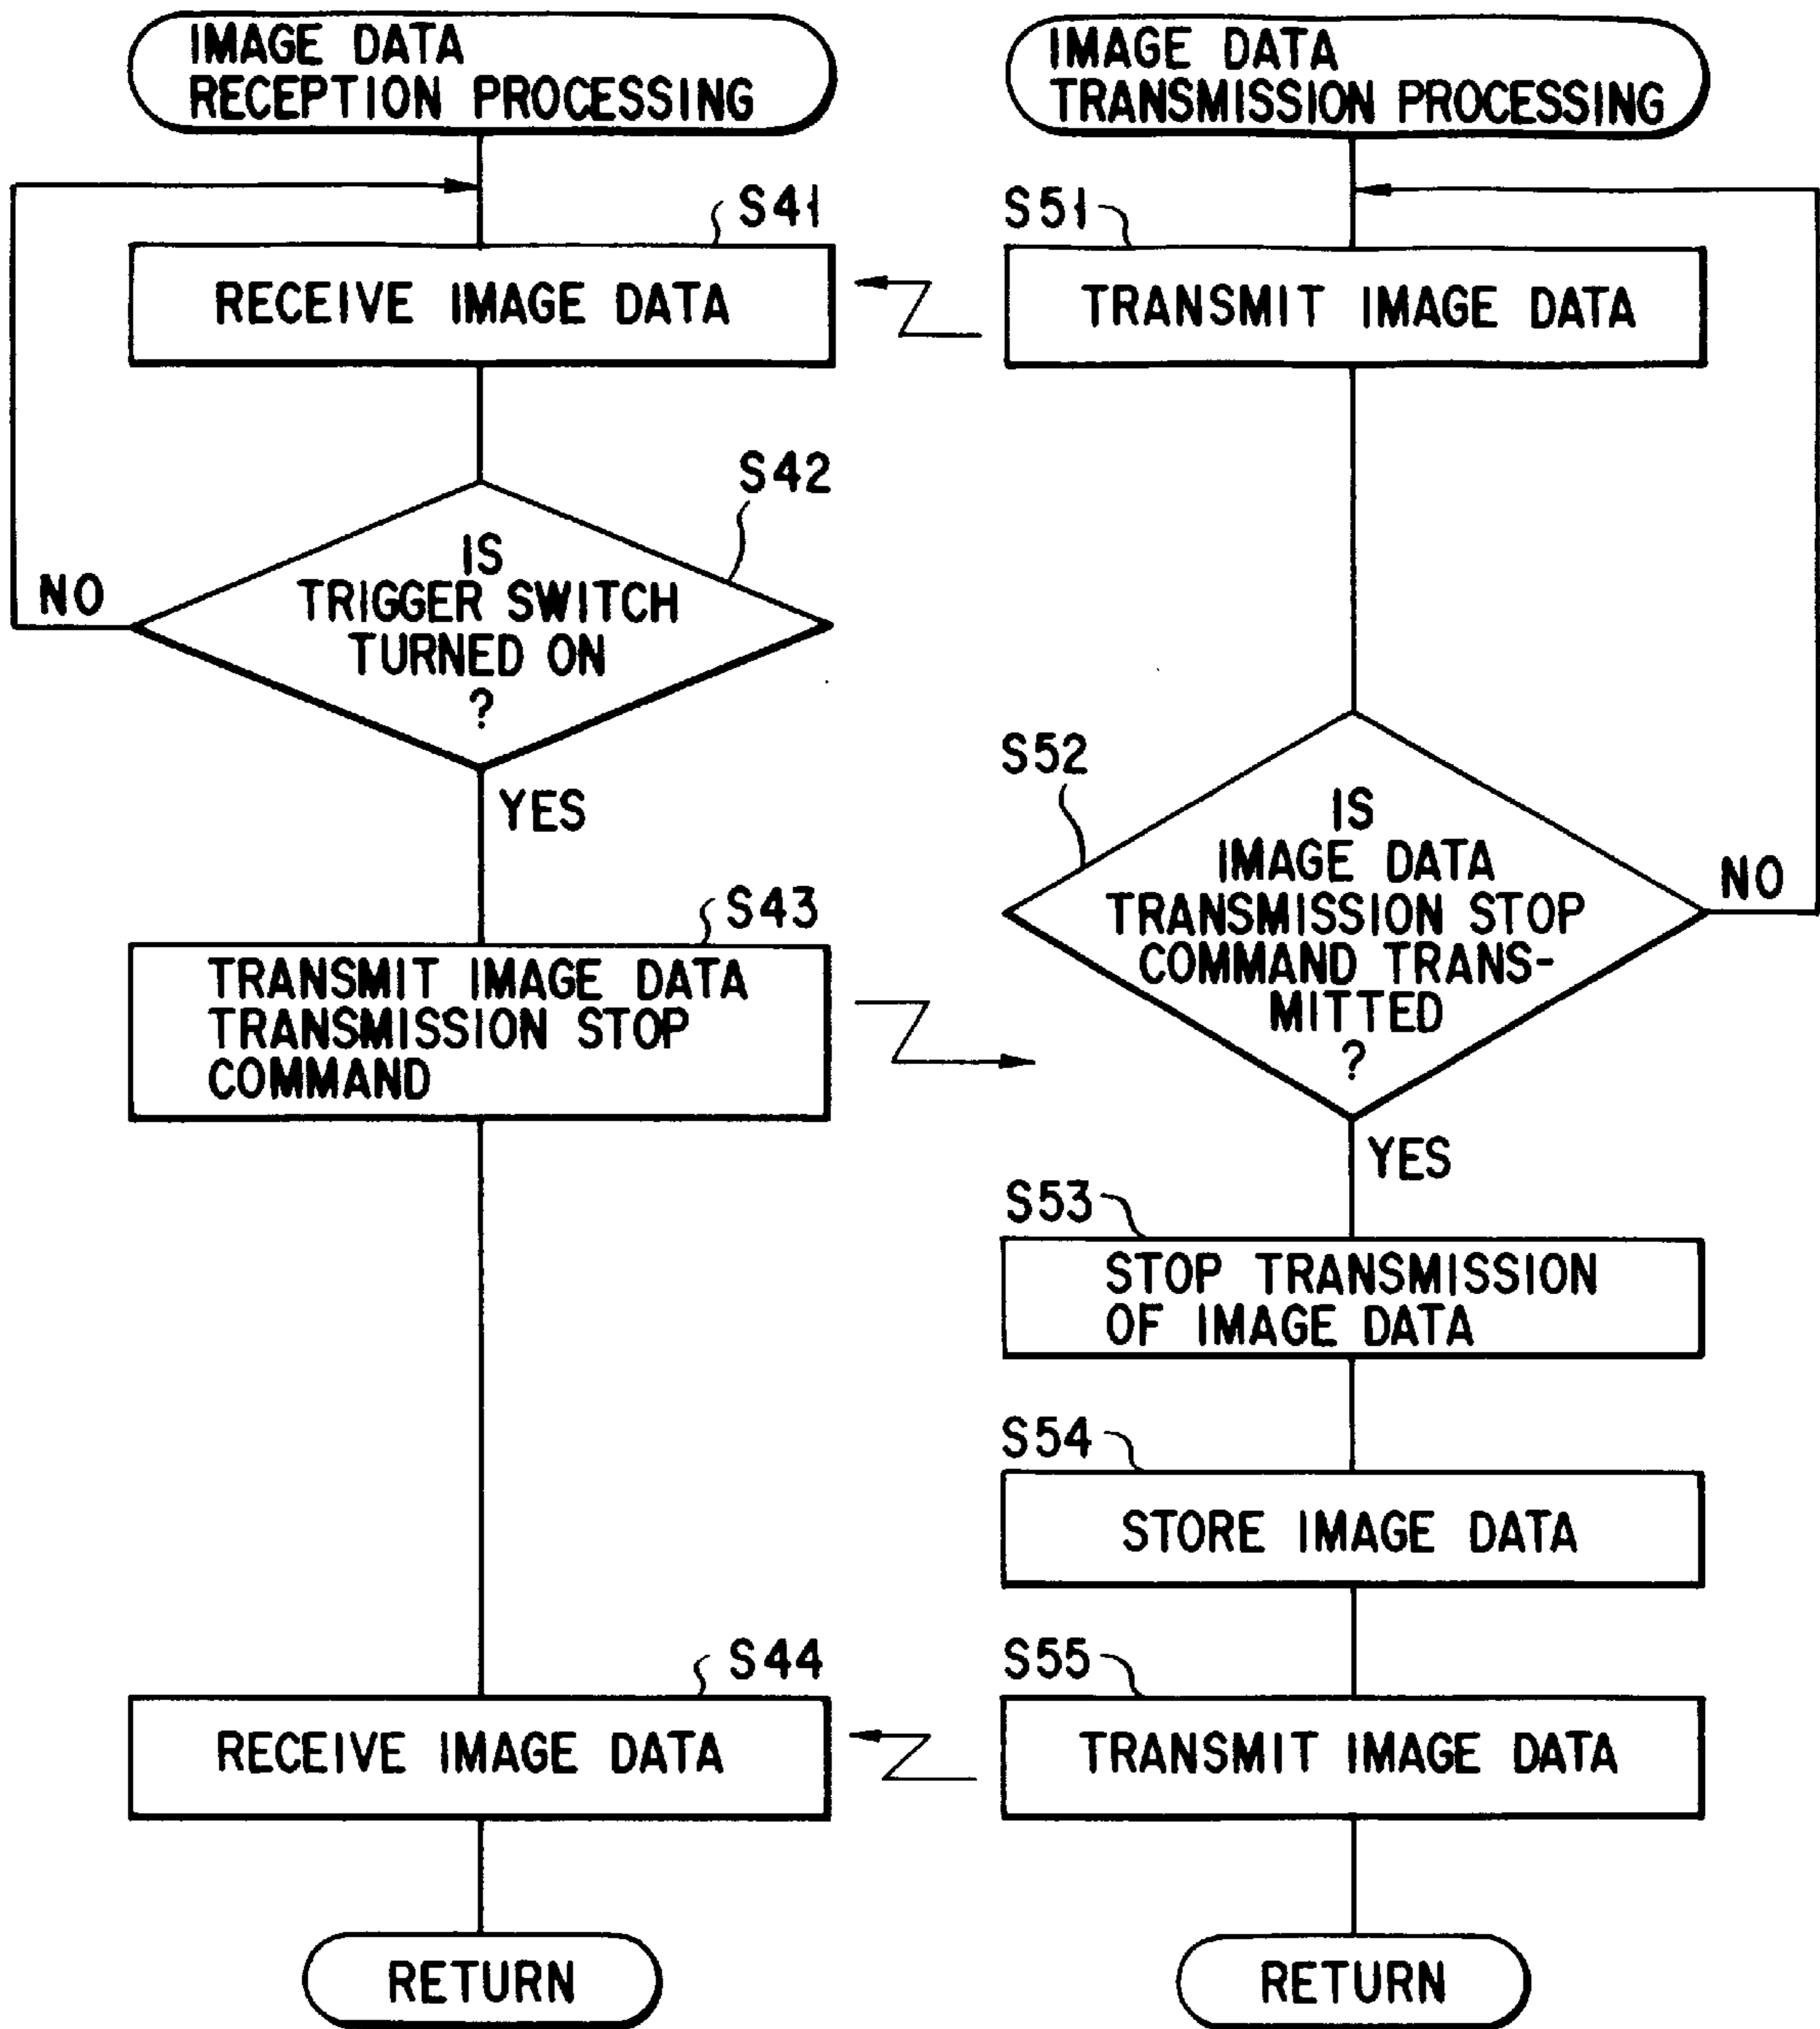 IMAGE DATA
RECEPTION PROCESSING
S41
RECEIVE IMAGE DATA
S42
IS
TRIGGER SWITCH
TURNED ON
?
NO
YES
S43
TRANSMIT IMAGE DATA
TRANSMISSION STOP
COMMAND
S44
RECEIVE IMAGE DATA
RETURN
IMAGE DATA
TRANSMISSION PROCESSING
S51
TRANSMIT IMAGE DATA
S52
IS
IMAGE DATA
TRANSMISSION STOP
COMMAND TRANS-
MITTED
?
NO
YES
S53
STOP TRANSMISSION
OF IMAGE DATA
S54
STORE IMAGE DATA
S55
TRANSMIT IMAGE DATA
RETURN